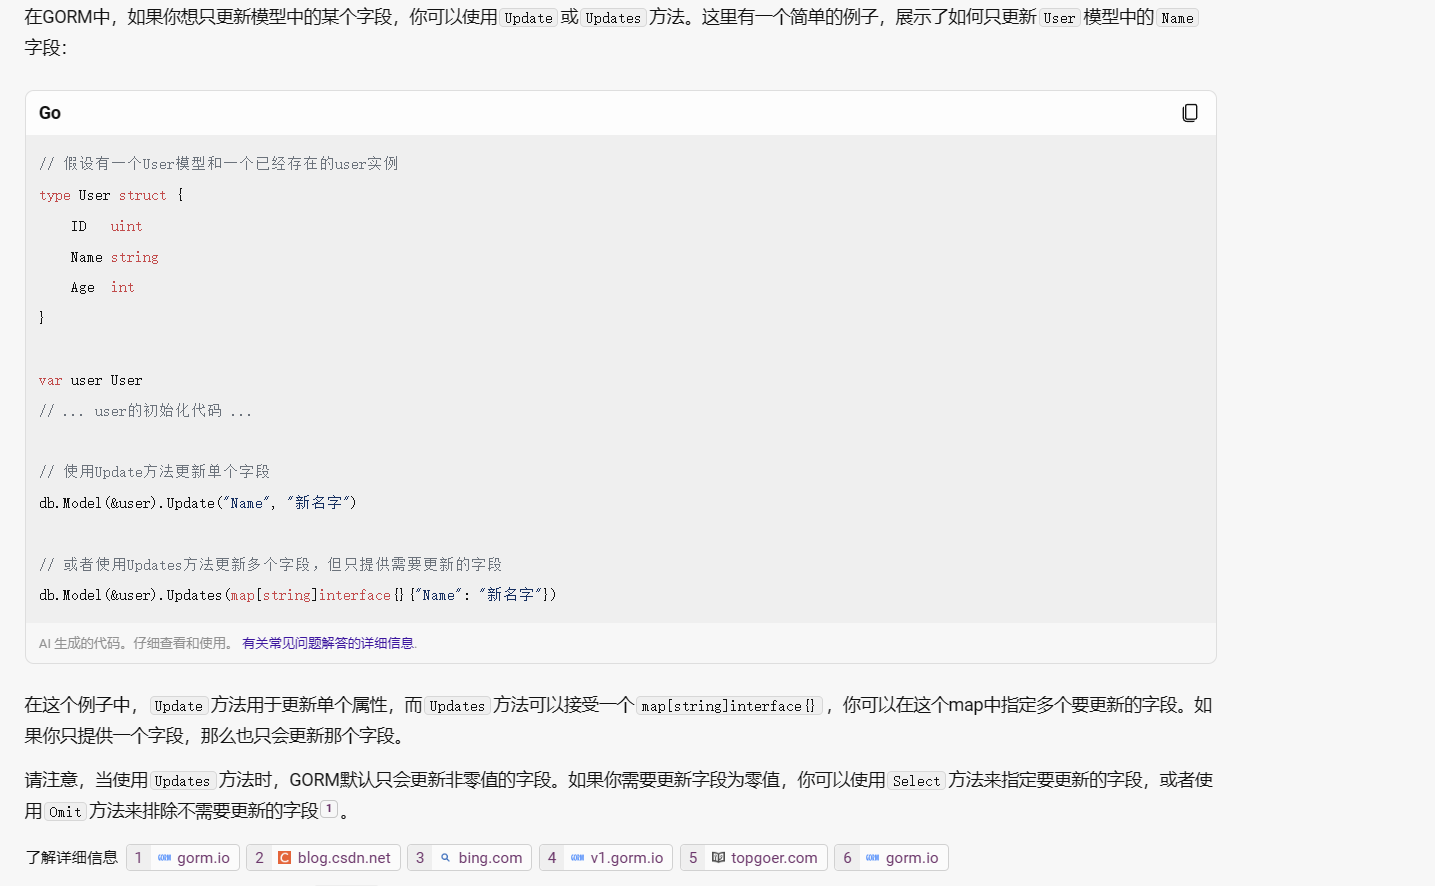 在GORM中，如果你想只更新模型中的某个字段，你可以使用 Update 或 Updates 方法。这里有一个简单的例子，展示了如何只更新 User 模型中的 Name
字段：
Go
// 假设有一个User模型和一个已经存在的user实例
type User struct {
    ID   uint
    Name string
    Age  int
}
var user User
// ... user的初始化代码 ...
// 使用Update方法更新单个字段
db.Model(&user).Update("Name", "新名字")
// 或者使用Updates方法更新多个字段，但只提供需要更新的字段
db.Model(&user).Updates(map[string]interface{}{"Name": "新名字"})
AI 生成的代码。仔细查看和使用。 有关常见问题解答的详细信息.
在这个例子中， Update 方法用于更新单个属性，而 Updates 方法可以接受一个 map[string]interface{} ，你可以在这个map中指定多个要更新的字段。如
果你只提供一个字段，那么也只会更新那个字段。
请注意，当使用 Updates 方法时，GORM默认只会更新非零值的字段。如果你需要更新字段为零值，你可以使用 Select 方法来指定要更新的字段，或者使
用 Omit 方法来排除不需要更新的字段 1 。
了解详细信息 1 GORM gorm.io 2 C blog.csdn.net 3 bing.com 4 GORM v1.gorm.io 5 topgoer.com 6 GORM gorm.io